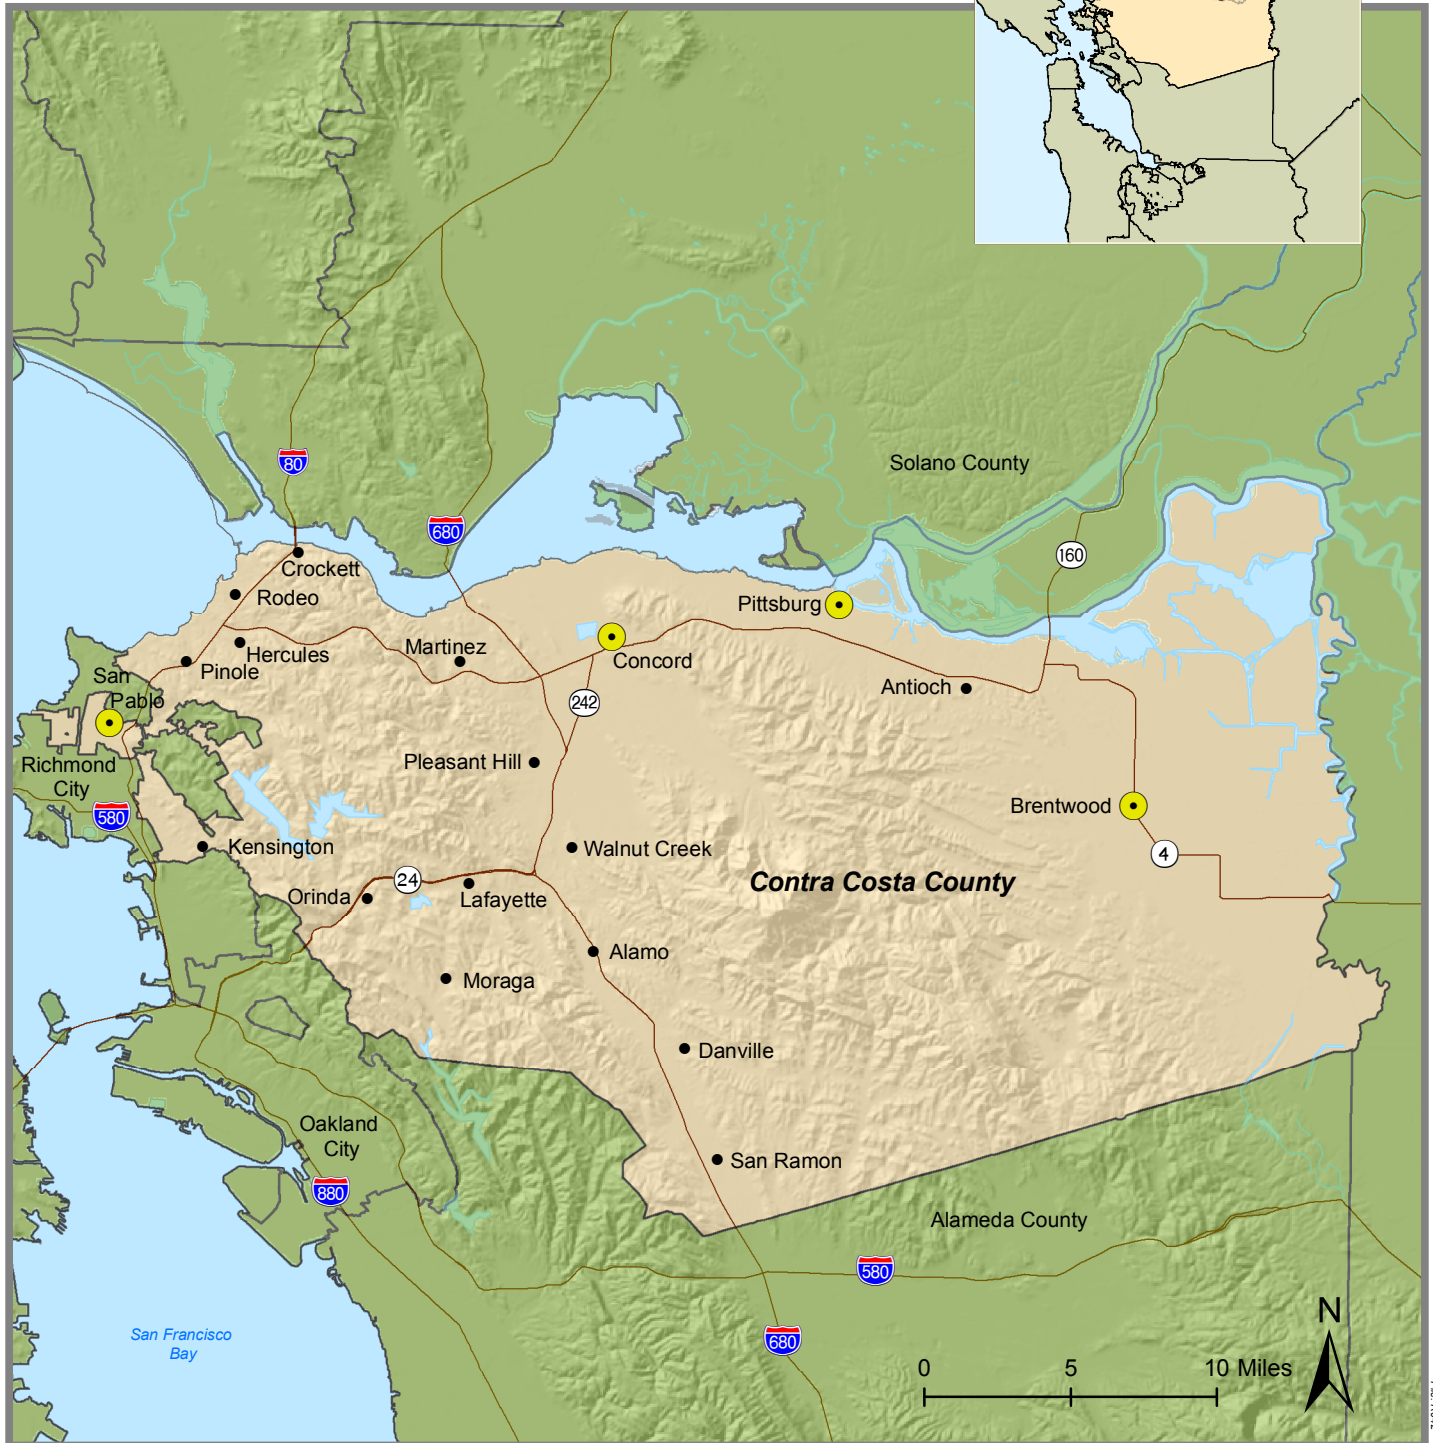 Solano County
80
680
160
Crockett
Rodeo
Pittsburg
Hercules
Martinez
Concord
Pinole
San
Pablo
Antioch
242
Richmond
City
Pleasant Hill
580
Brentwood
Kensington
Walnut Creek
4
24
Contra Costa County
Orinda
Lafayette
Alamo
Moraga
Danville
Oakland
City
San Ramon
880
Alameda County
580
San Francisco
Bay
680
N
0 5 10 Miles